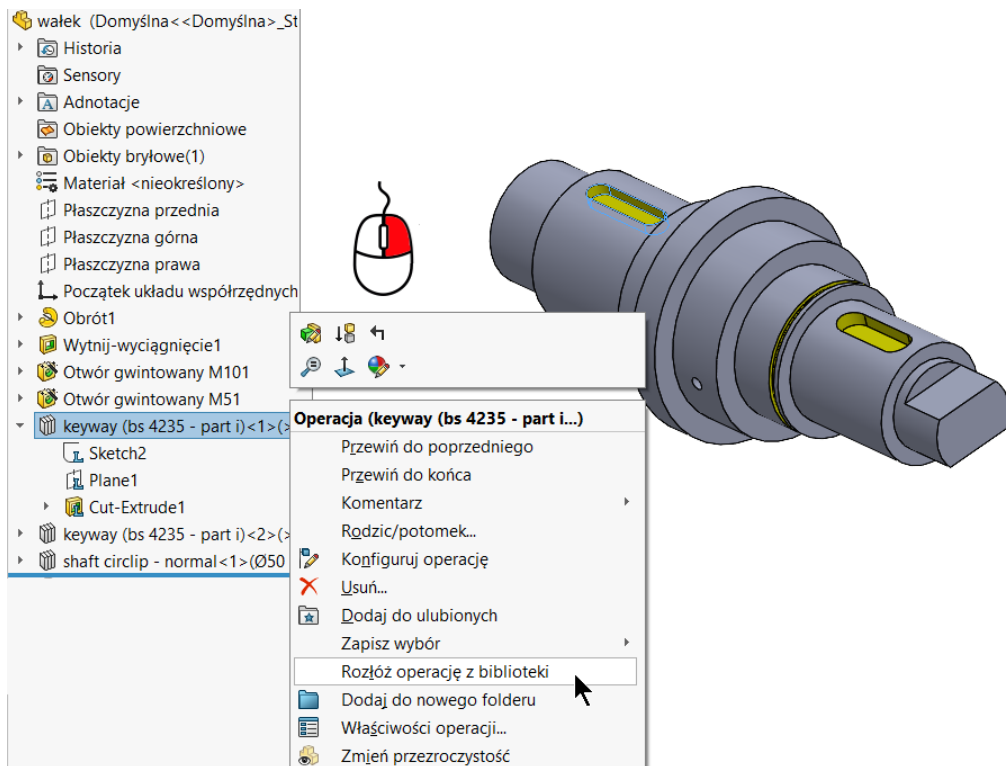 wałek (Domyślna<<Domyślna>_St
Historia
Sensory
Adnotacje
Obiekty powierzchniowe
Obiekty bryłowe(1)
Materiał <nieokreślony>
Płaszczyzna przednia
Płaszczyzna górna
Płaszczyzna prawa
Początek układu współrzędnych
Obrót1
Wytnij-wyciągnięcie1
Otwór gwintowany M101
Otwór gwintowany M51
keyway (bs 4235 - part i)<1>(>
Sketch2
Plane1
Cut-Extrude1
keyway (bs 4235 - part i)<2>(>
shaft circlip - normal<1>(Ø50
Operacja (keyway (bs 4235 - part i...)
Przewiń do poprzedniego
Przewiń do końca
Komentarz
Rodzic/potomek...
Konfiguruj operację
Usuń...
Dodaj do ulubionych
Zapisz wybór
Rozłóż operację z biblioteki
Dodaj do nowego folderu
Właściwości operacji...
Zmień przezroczystość